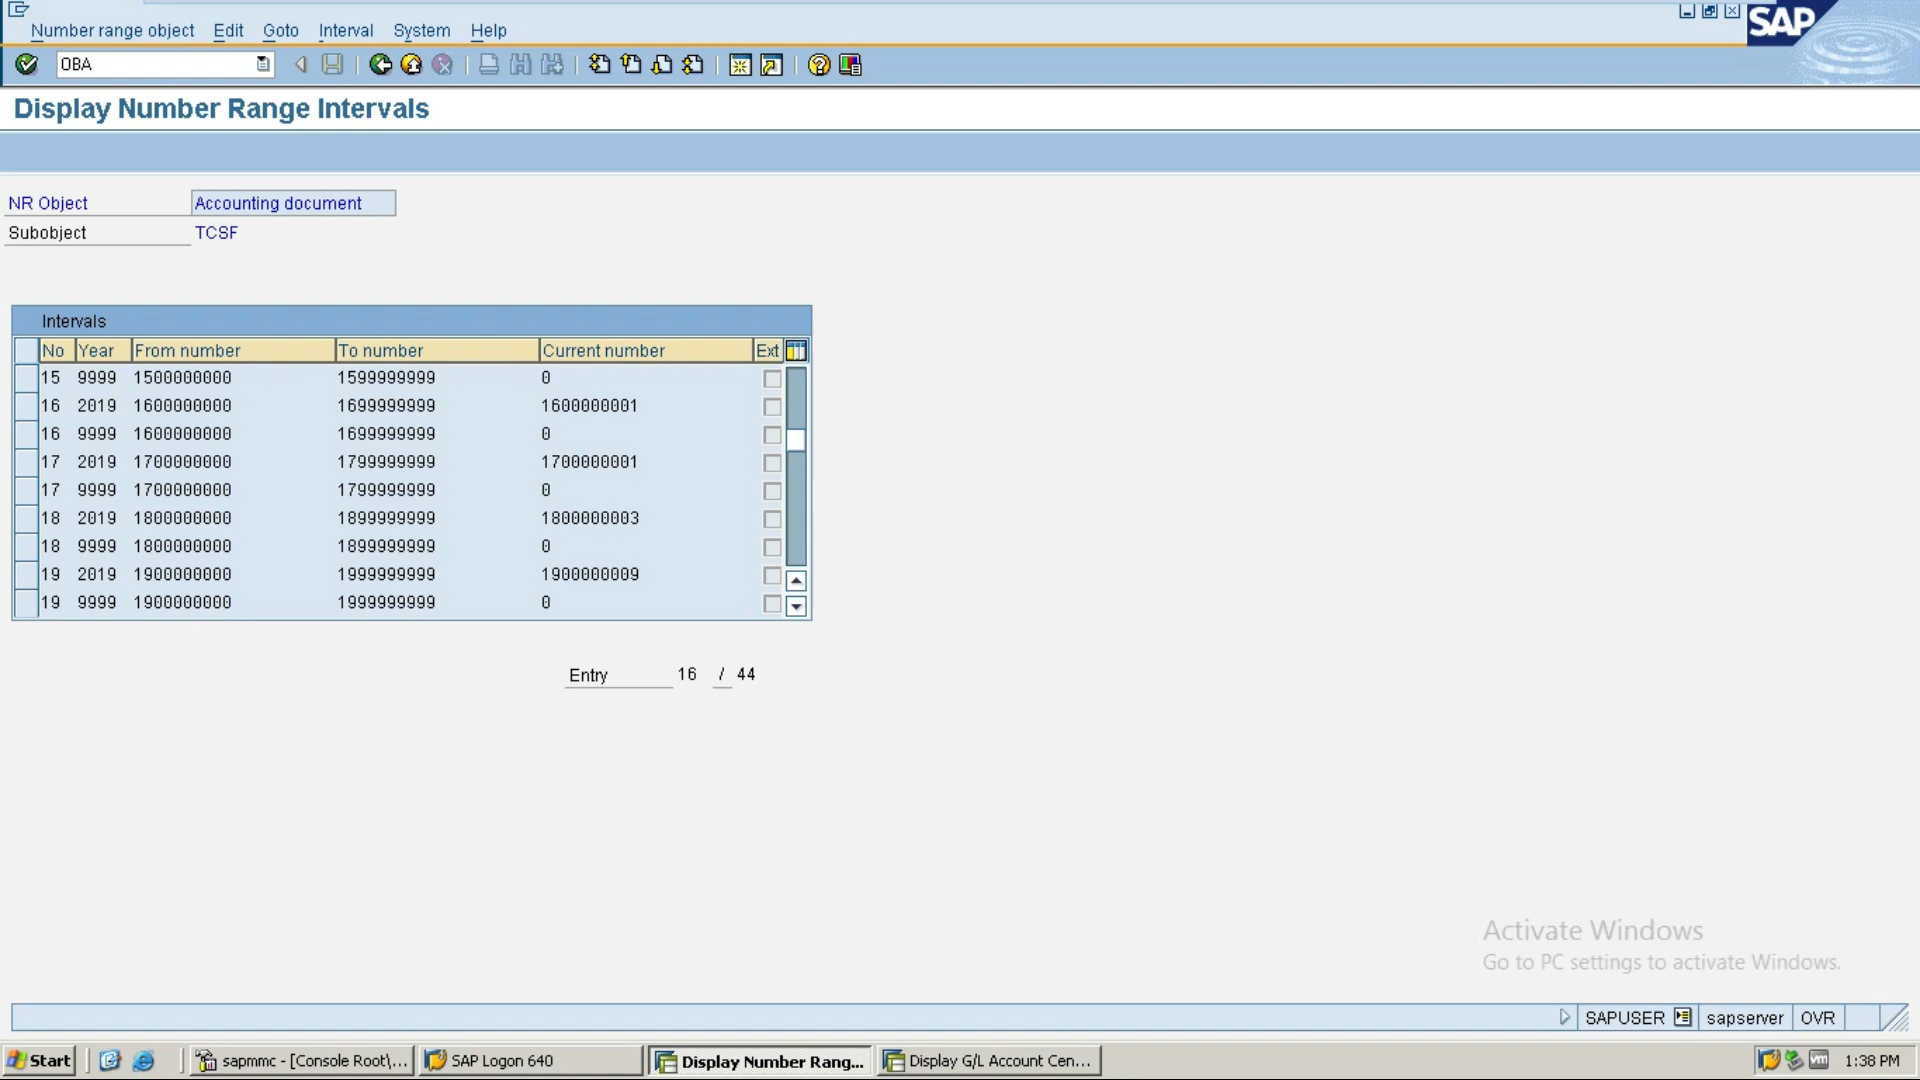 Number range object Edit Goto Interval System Help
SAP
OBA
Display Number Range Intervals
NR Object Accounting document
Subobject TCSF
Intervals
No Year From number To number Current number Ext
15 9999 1500000000 1599999999 0
16 2019 1600000000 1699999999 1600000001
16 9999 1600000000 1699999999 0
17 2019 1700000000 1799999999 1700000001
17 9999 1700000000 1799999999 0
18 2019 1800000000 1899999999 1800000003
18 9999 1800000000 1899999999 0
19 2019 1900000000 1999999999 1900000009
19 9999 1900000000 1999999999 0
Entry 16 / 44
Activate Windows
Go to PC settings to activate Windows.
SAPUSER sapserver OVR
Start sapmmc - [Console Root\... SAP Logon 640 Display Number Rang... Display G/L Account Cen... 1:38 PM